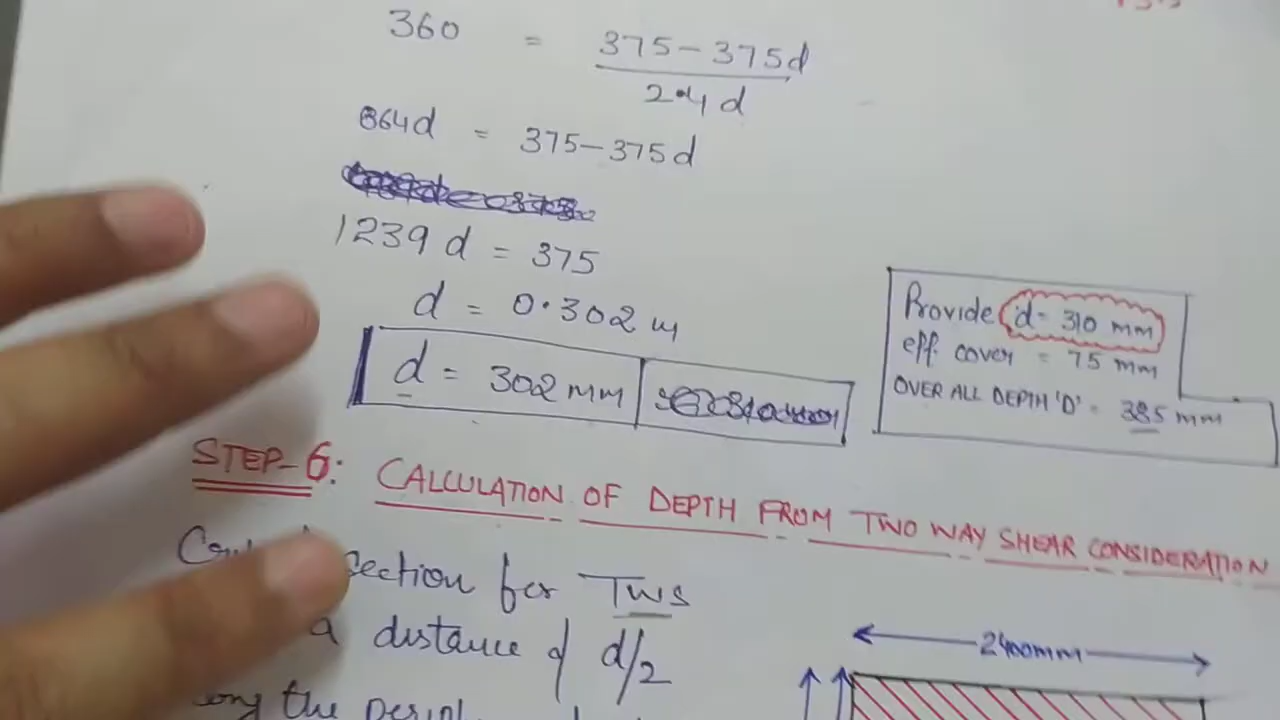 360 = 375-375d
2.4 d
864d = 375-375d
1239 d = 375
d = 0.302 m
d = 302 mm
Provide d= 310 mm
eff. cover = 75 mm
OVER ALL DEPTH 'D' = 385 mm
STEP-6: CALCULATION OF DEPTH FROM TWO WAY SHEAR CONSIDERATION
section for TWS
a distance of d/2
the
2400mm